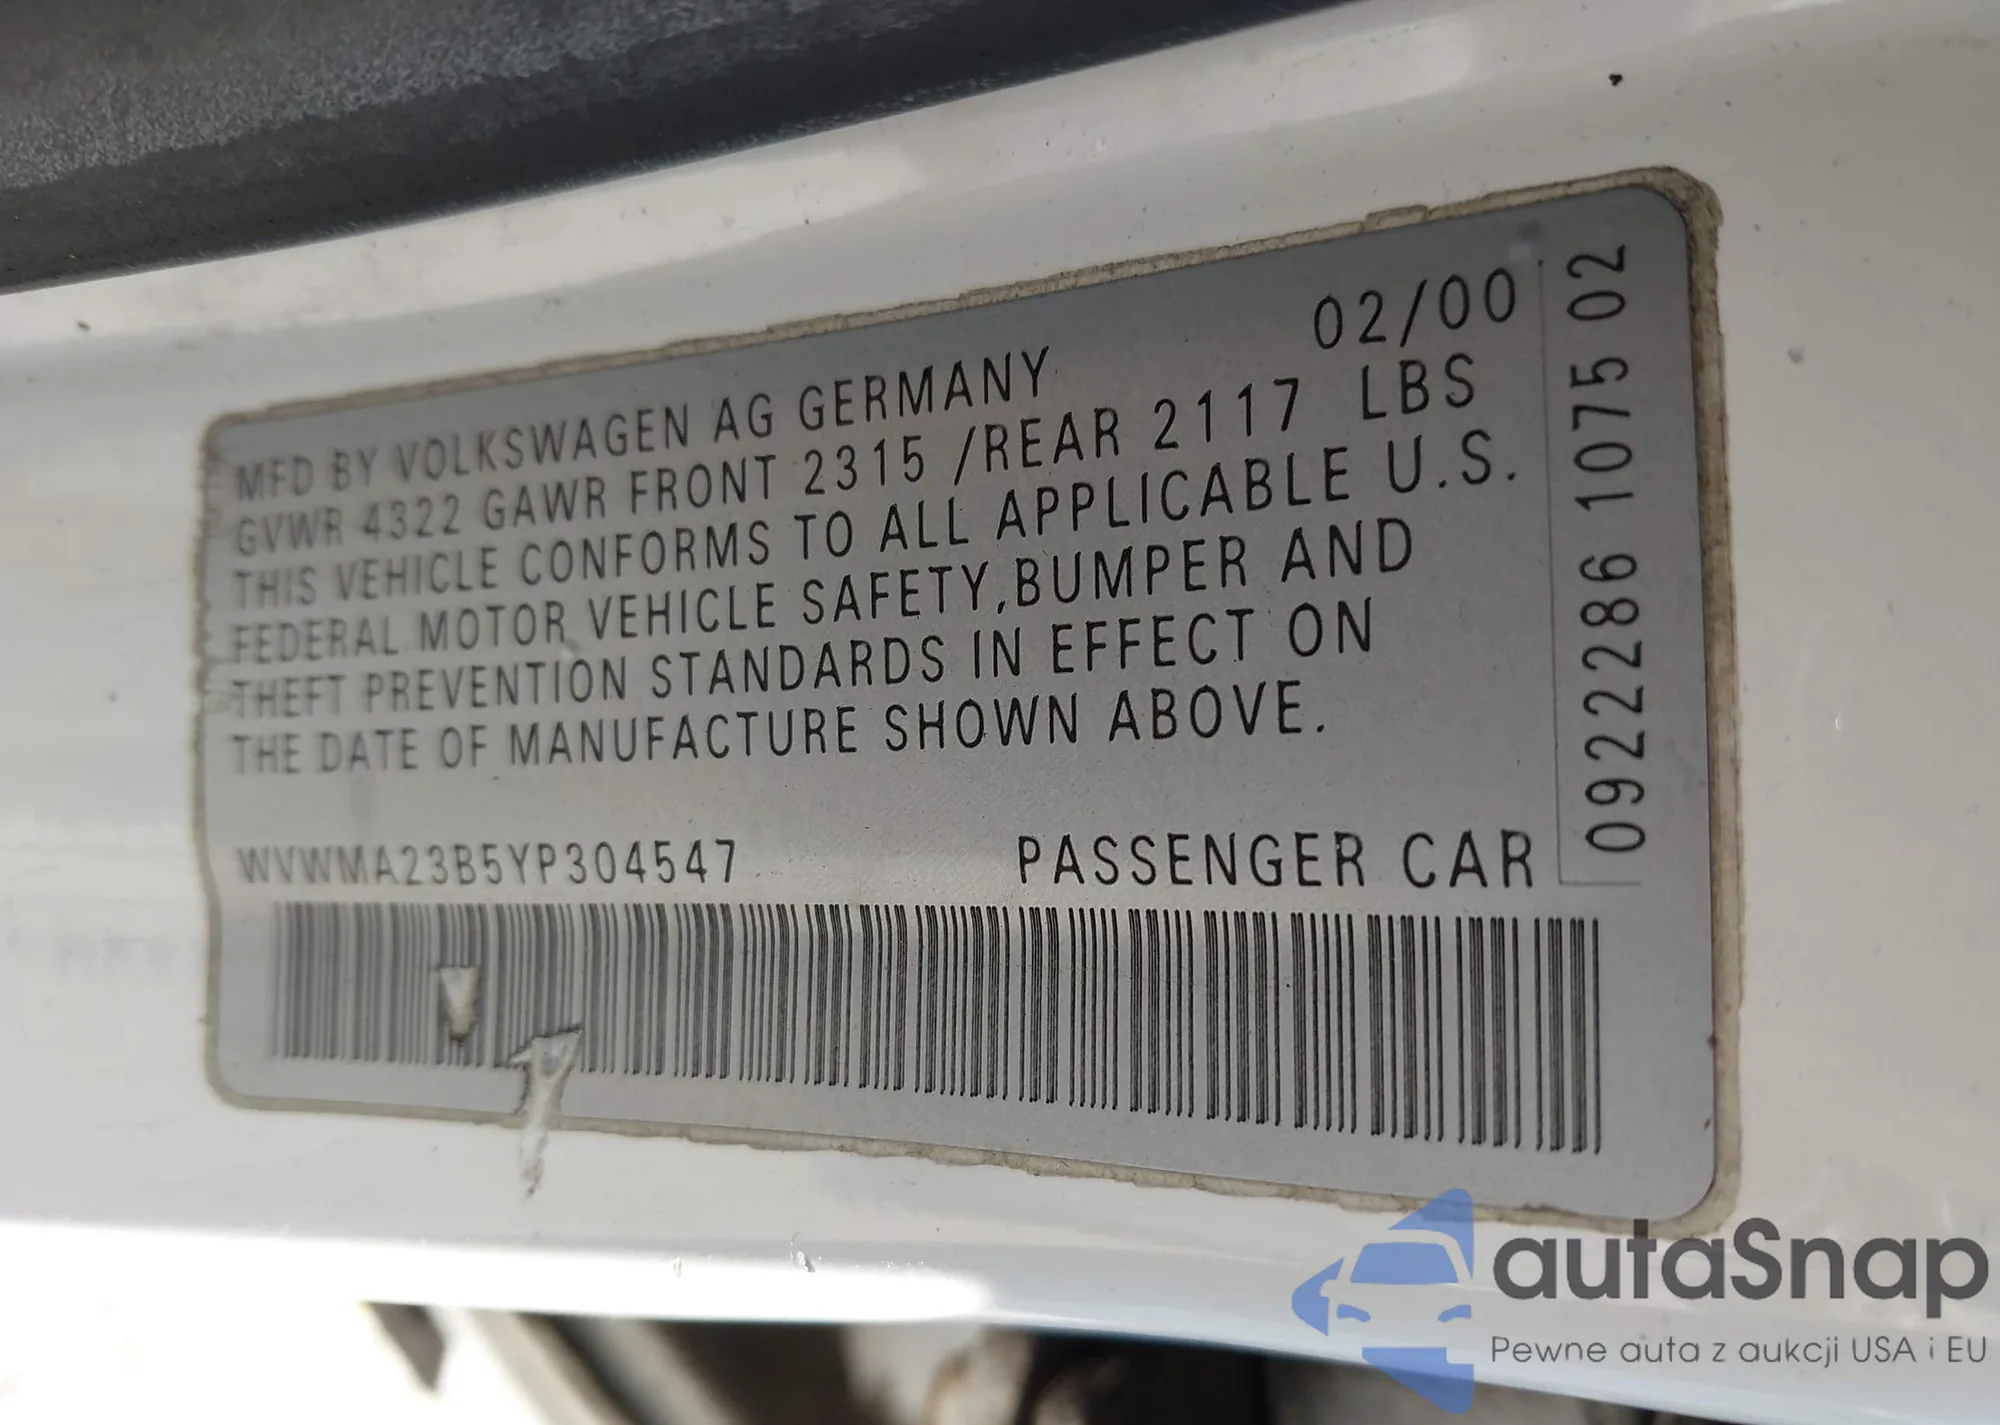 02/00
MFD BY VOLKSWAGEN AG GERMANY
GVWR 4322 GAWR FRONT 2315 /REAR 2117 LBS
THIS VEHICLE CONFORMS TO ALL APPLICABLE U.S.
FEDERAL MOTOR VEHICLE SAFETY,BUMPER AND
THEFT PREVENTION STANDARDS IN EFFECT ON
THE DATE OF MANUFACTURE SHOWN ABOVE.
WVWMA23B5YP304547 PASSENGER CAR
09222286 1075 02
autaSnap
Pewne auta z aukcji USA i EU